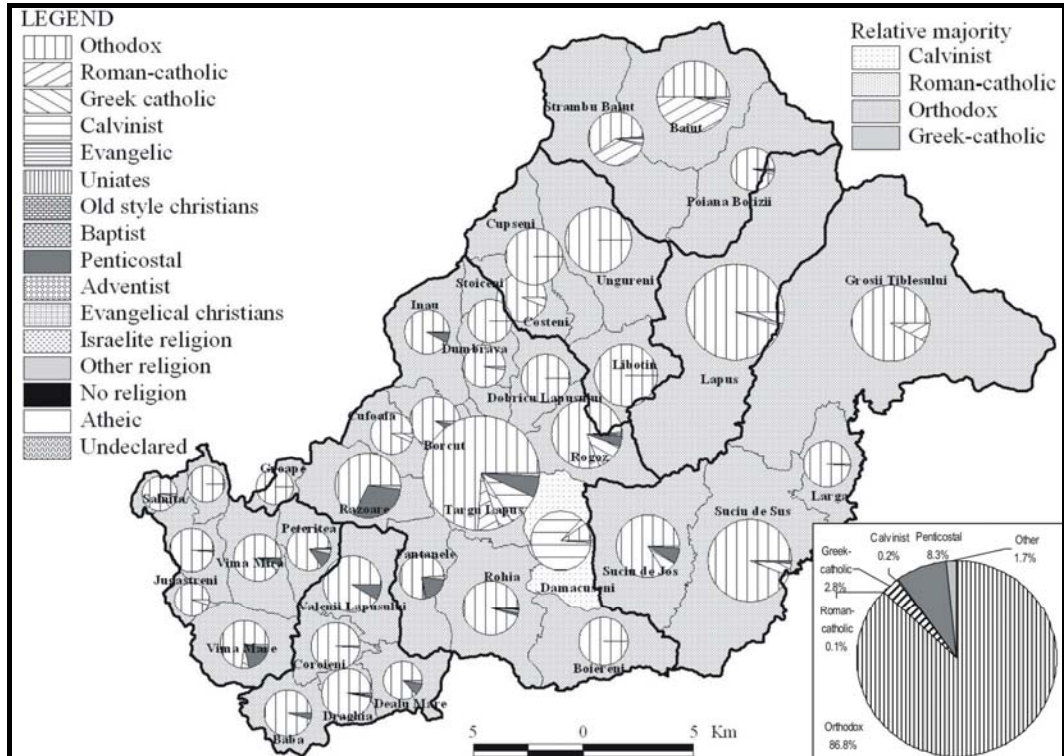 LEGEND
Othodox
Roman-catholic
Greek catholic
Calvinist
Evangelic
Uniates
Old style christians
Baptist
Penticostal
Adventist
Evangelical christians
Israelite religion
Other religion
No religion
Atheic
Undeclared
Relative majority
Calvinist
Roman-catholic
Orthodox
Greek-catholic
Strambu Baiut
Baiut
Poiana Botizii
Cupseni
Ungureni
Stoiceni
Costeni
Grosii Tiblesului
Inau
Dumbrava
Libotin
Lapus
Dobricu Lapusului
Cufoaia
Borcut
Rogoz
Groape
Razoare
Targu Lapus
Larga
Salnita
Suciu de Sus
Peteritea
Vima Mica
Fantanele
Rohia
Damacuseni
Suciu de Jos
Jugastreni
Valenii Lapusului
Vima Mare
Coroieni
Boiereni
Dealu Mare
Draghia
Baba
5 0 5 Km
Calvinist
0.2%
Penticostal
8.3%
Other
1.7%
Greek-
catholic
2.8%
Roman-
catholic
0.1%
Orthodox
86.8%